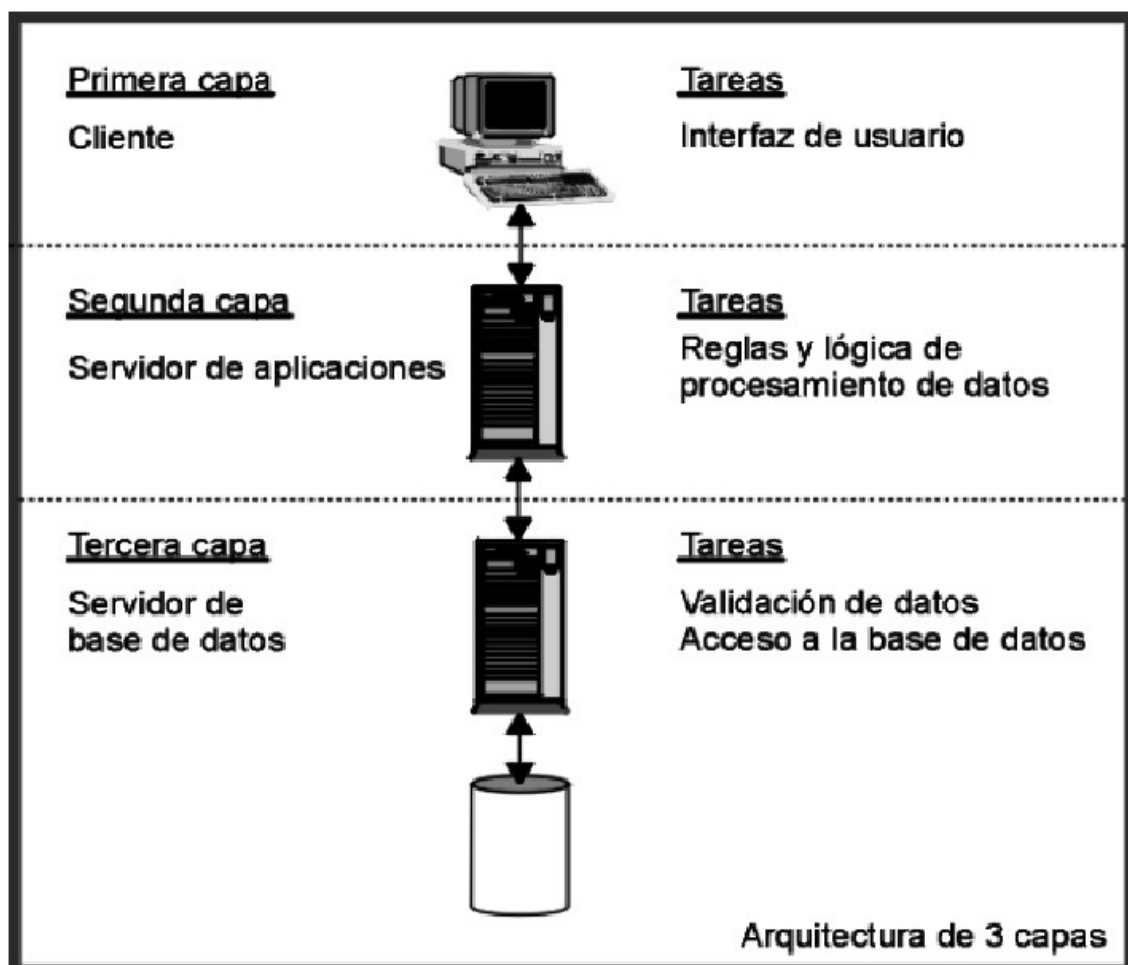 Primera capa
Tareas
Cliente
Interfaz de usuario
Segunda capa
Tareas
Servidor de aplicaciones
Reglas y lógica de
procesamiento de datos
Tercera capa
Tareas
Servidor de
base de datos
Validación de datos
Acceso a la base de datos
Arquitectura de 3 capas